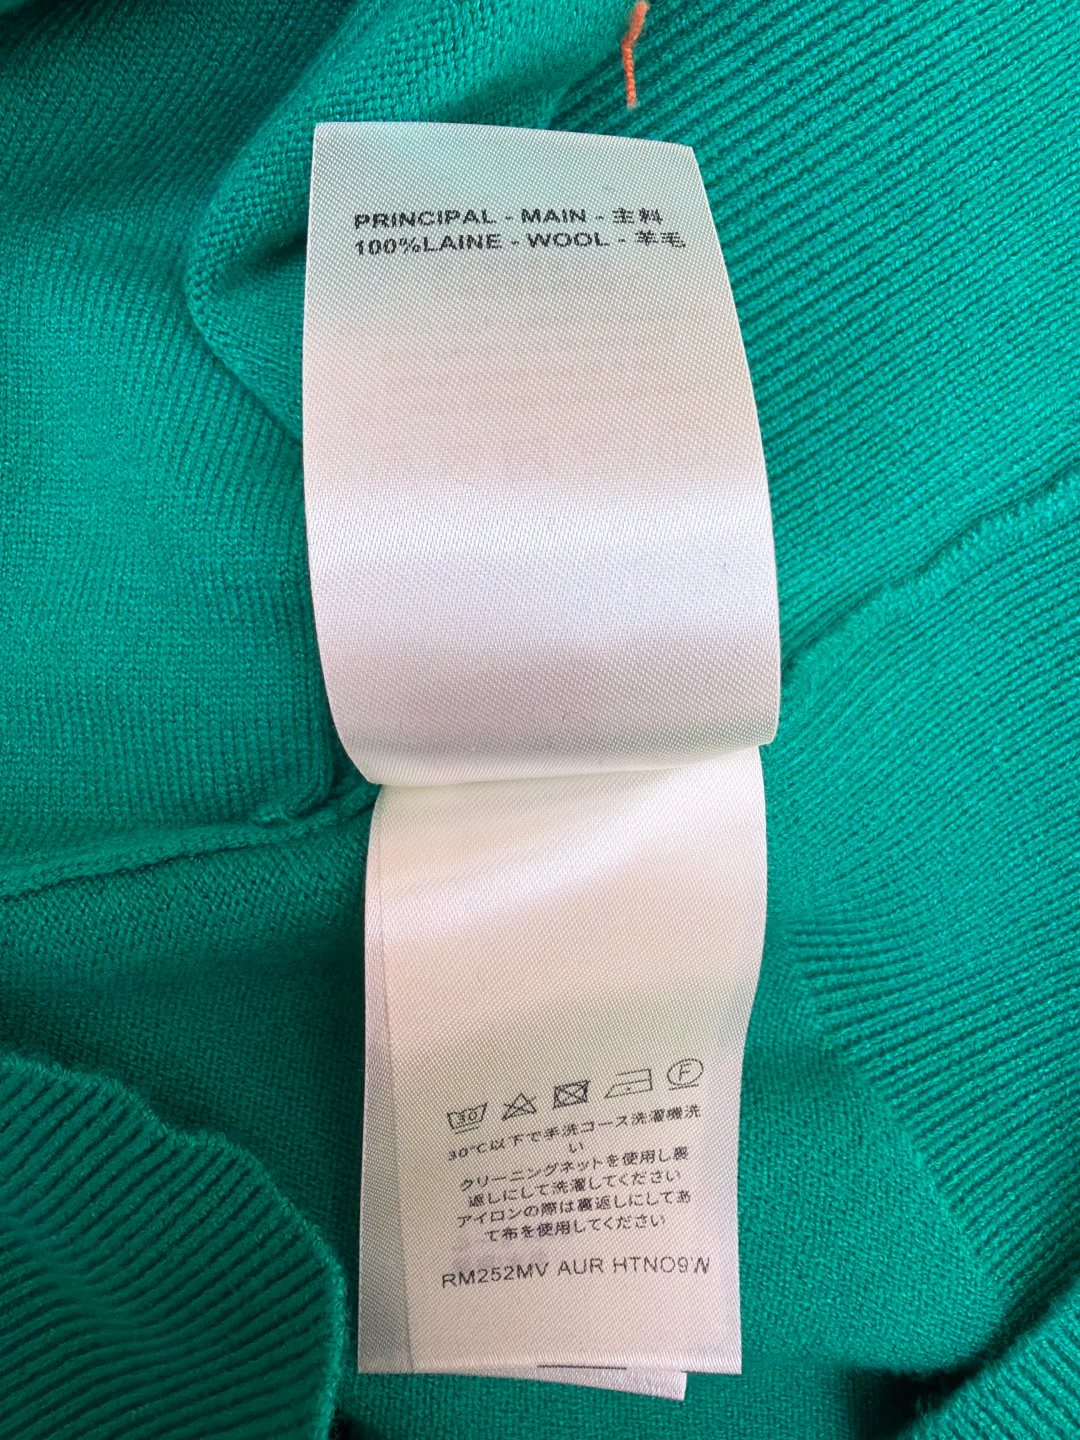 PRINCIPAL - MAIN - 主料
100%LAINE - WOOL - 羊毛
30 F
30℃以下で手洗コース洗濯機洗
い
クリーニングネットを使用し裏
返しにして洗濯してください
アイロンの際は裏返しにしてあ
て布を使用してください
RM252MV AUR HTNO9W